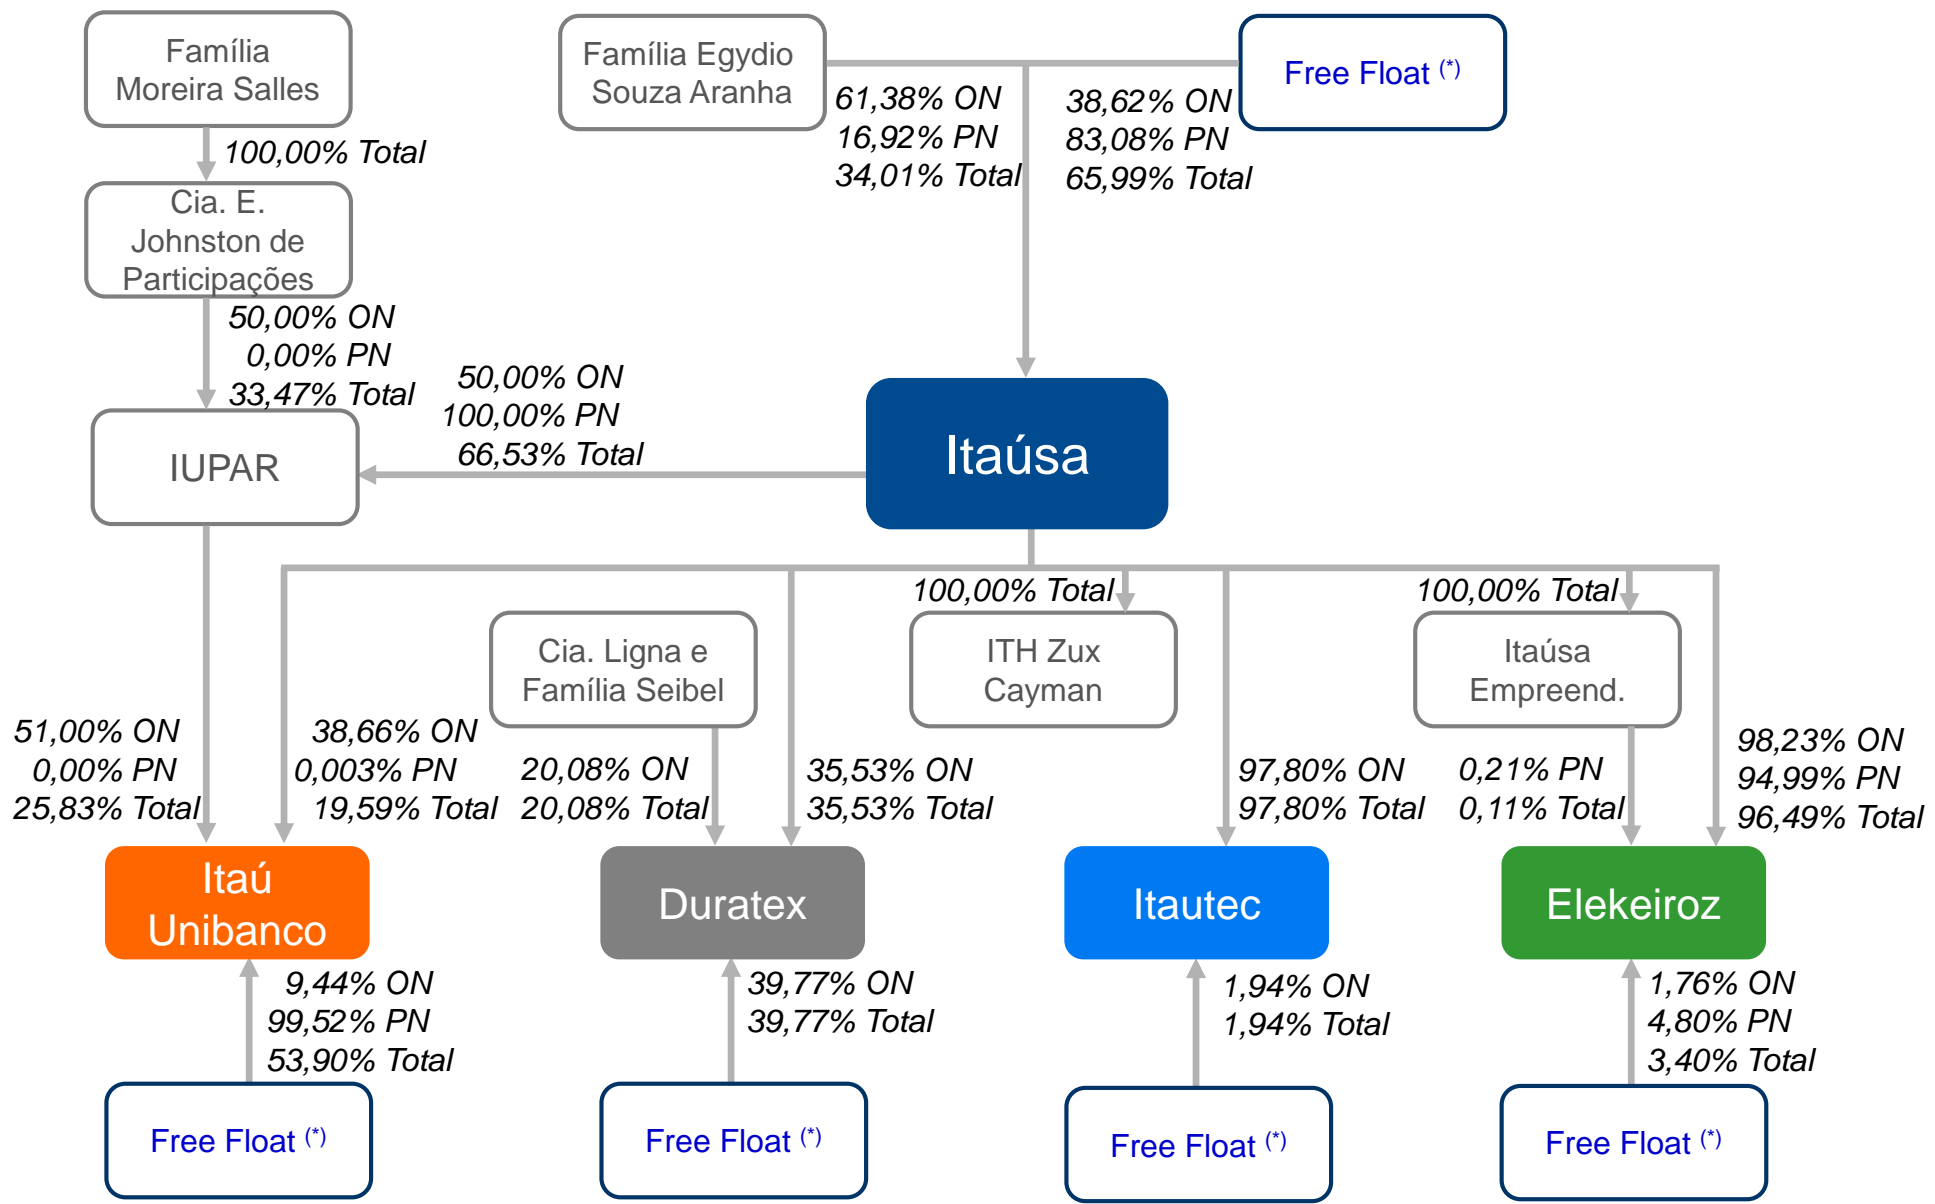 Família
Moreira Salles
Família Egydio
Souza Aranha
Free Float (*)
61,38% ON
16,92% PN
34,01% Total
38,62% ON
83,08% PN
65,99% Total
100,00% Total
Cia. E.
Johnston de
Participações
50,00% ON
0,00% PN
33,47% Total
50,00% ON
100,00% PN
66,53% Total
IUPAR
Itaúsa
100,00% Total
100,00% Total
Cia. Ligna e
Família Seibel
ITH Zux
Cayman
Itaúsa
Empreend.
51,00% ON
0,00% PN
25,83% Total
38,66% ON
0,003% PN
19,59% Total
20,08% ON
20,08% Total
35,53% ON
35,53% Total
97,80% ON
97,80% Total
0,21% PN
0,11% Total
98,23% ON
94,99% PN
96,49% Total
Itaú
Unibanco
Duratex
Itautec
Elekeiroz
9,44% ON
99,52% PN
53,90% Total
39,77% ON
39,77% Total
1,94% ON
1,94% Total
1,76% ON
4,80% PN
3,40% Total
Free Float (*)
Free Float (*)
Free Float (*)
Free Float (*)